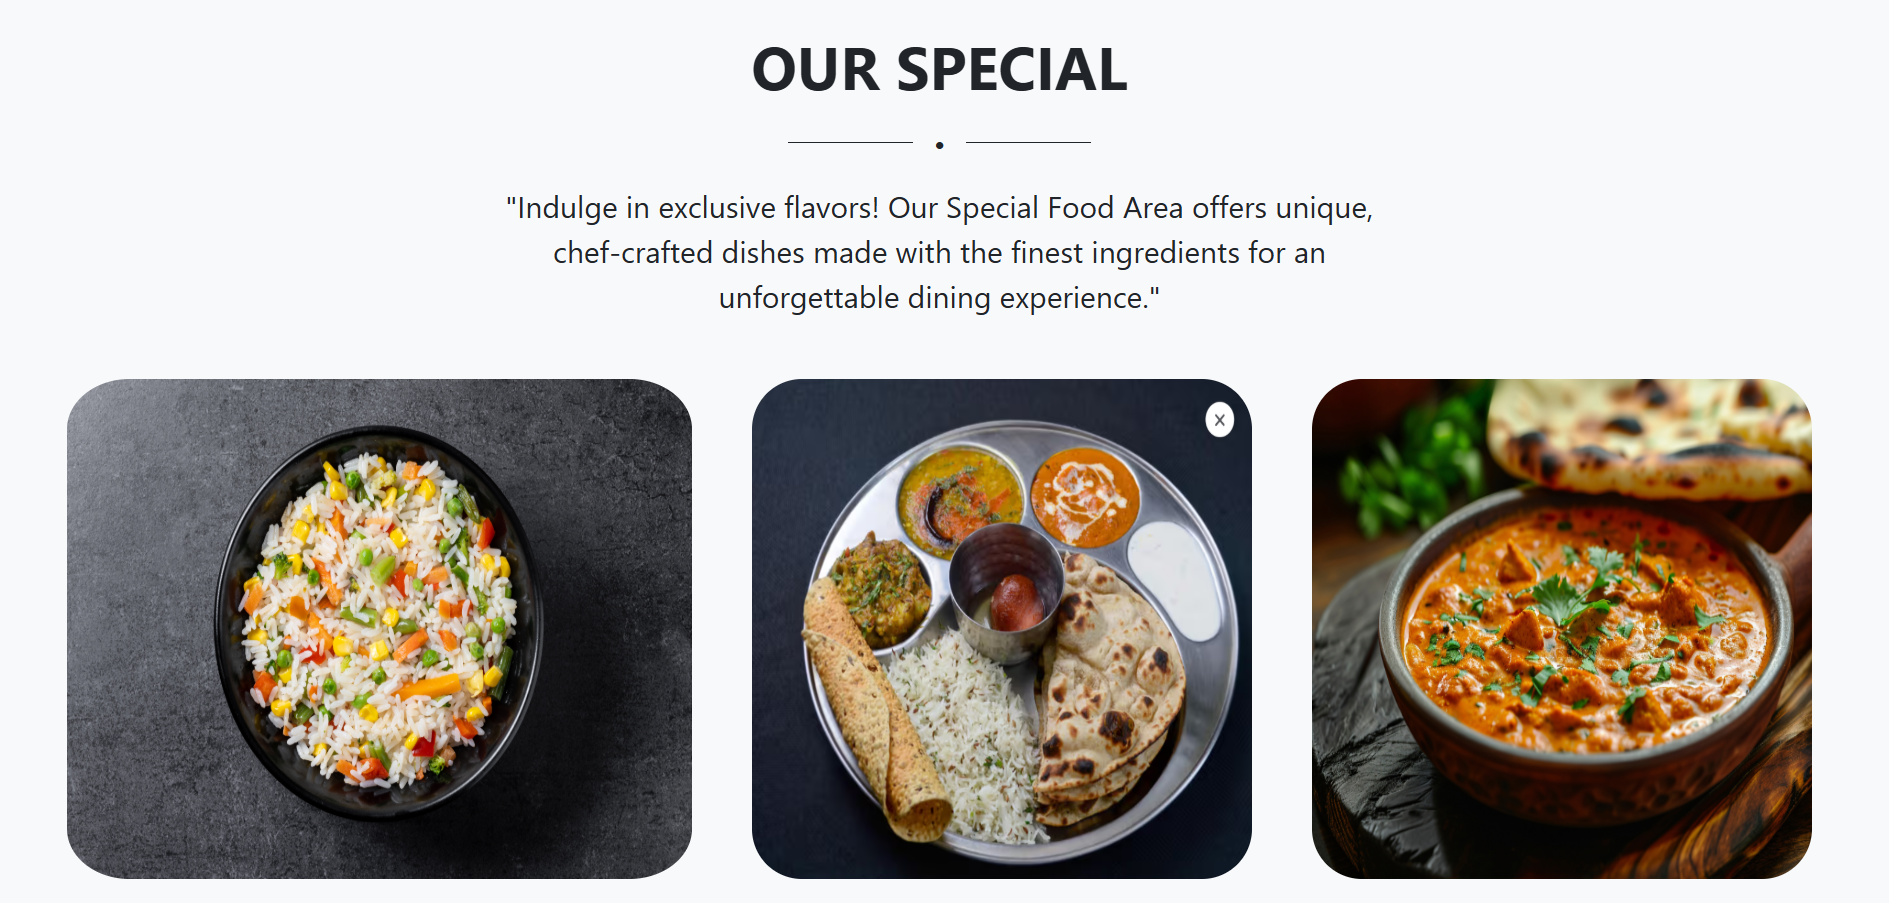 OUR SPECIAL
"Indulge in exclusive flavors! Our Special Food Area offers unique,
chef-crafted dishes made with the finest ingredients for an
unforgettable dining experience."